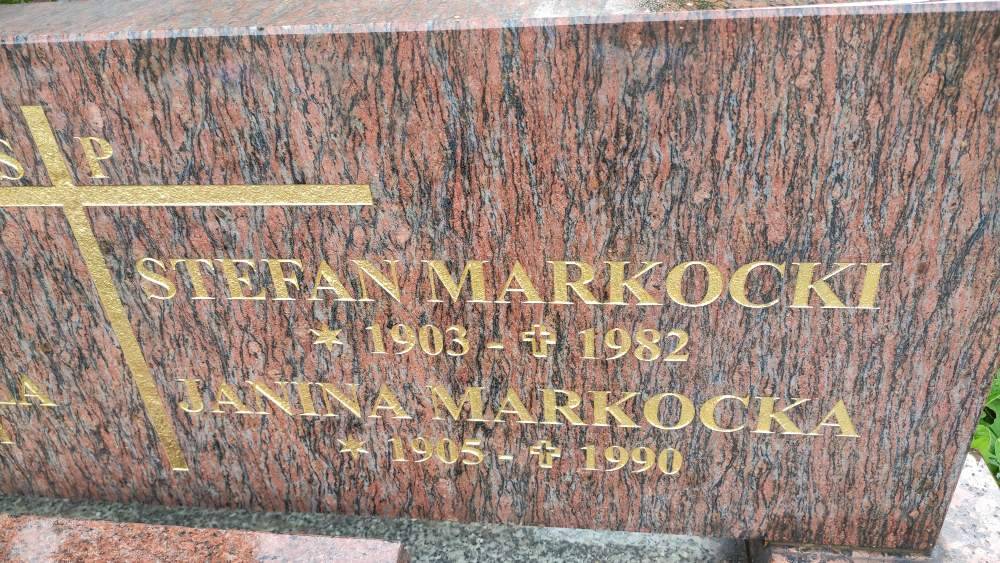 S P
STEFAN MARKOCKI
* 1903 - ✝ 1982
JANINA MARKOCKA
* 1905 - ✝ 1990